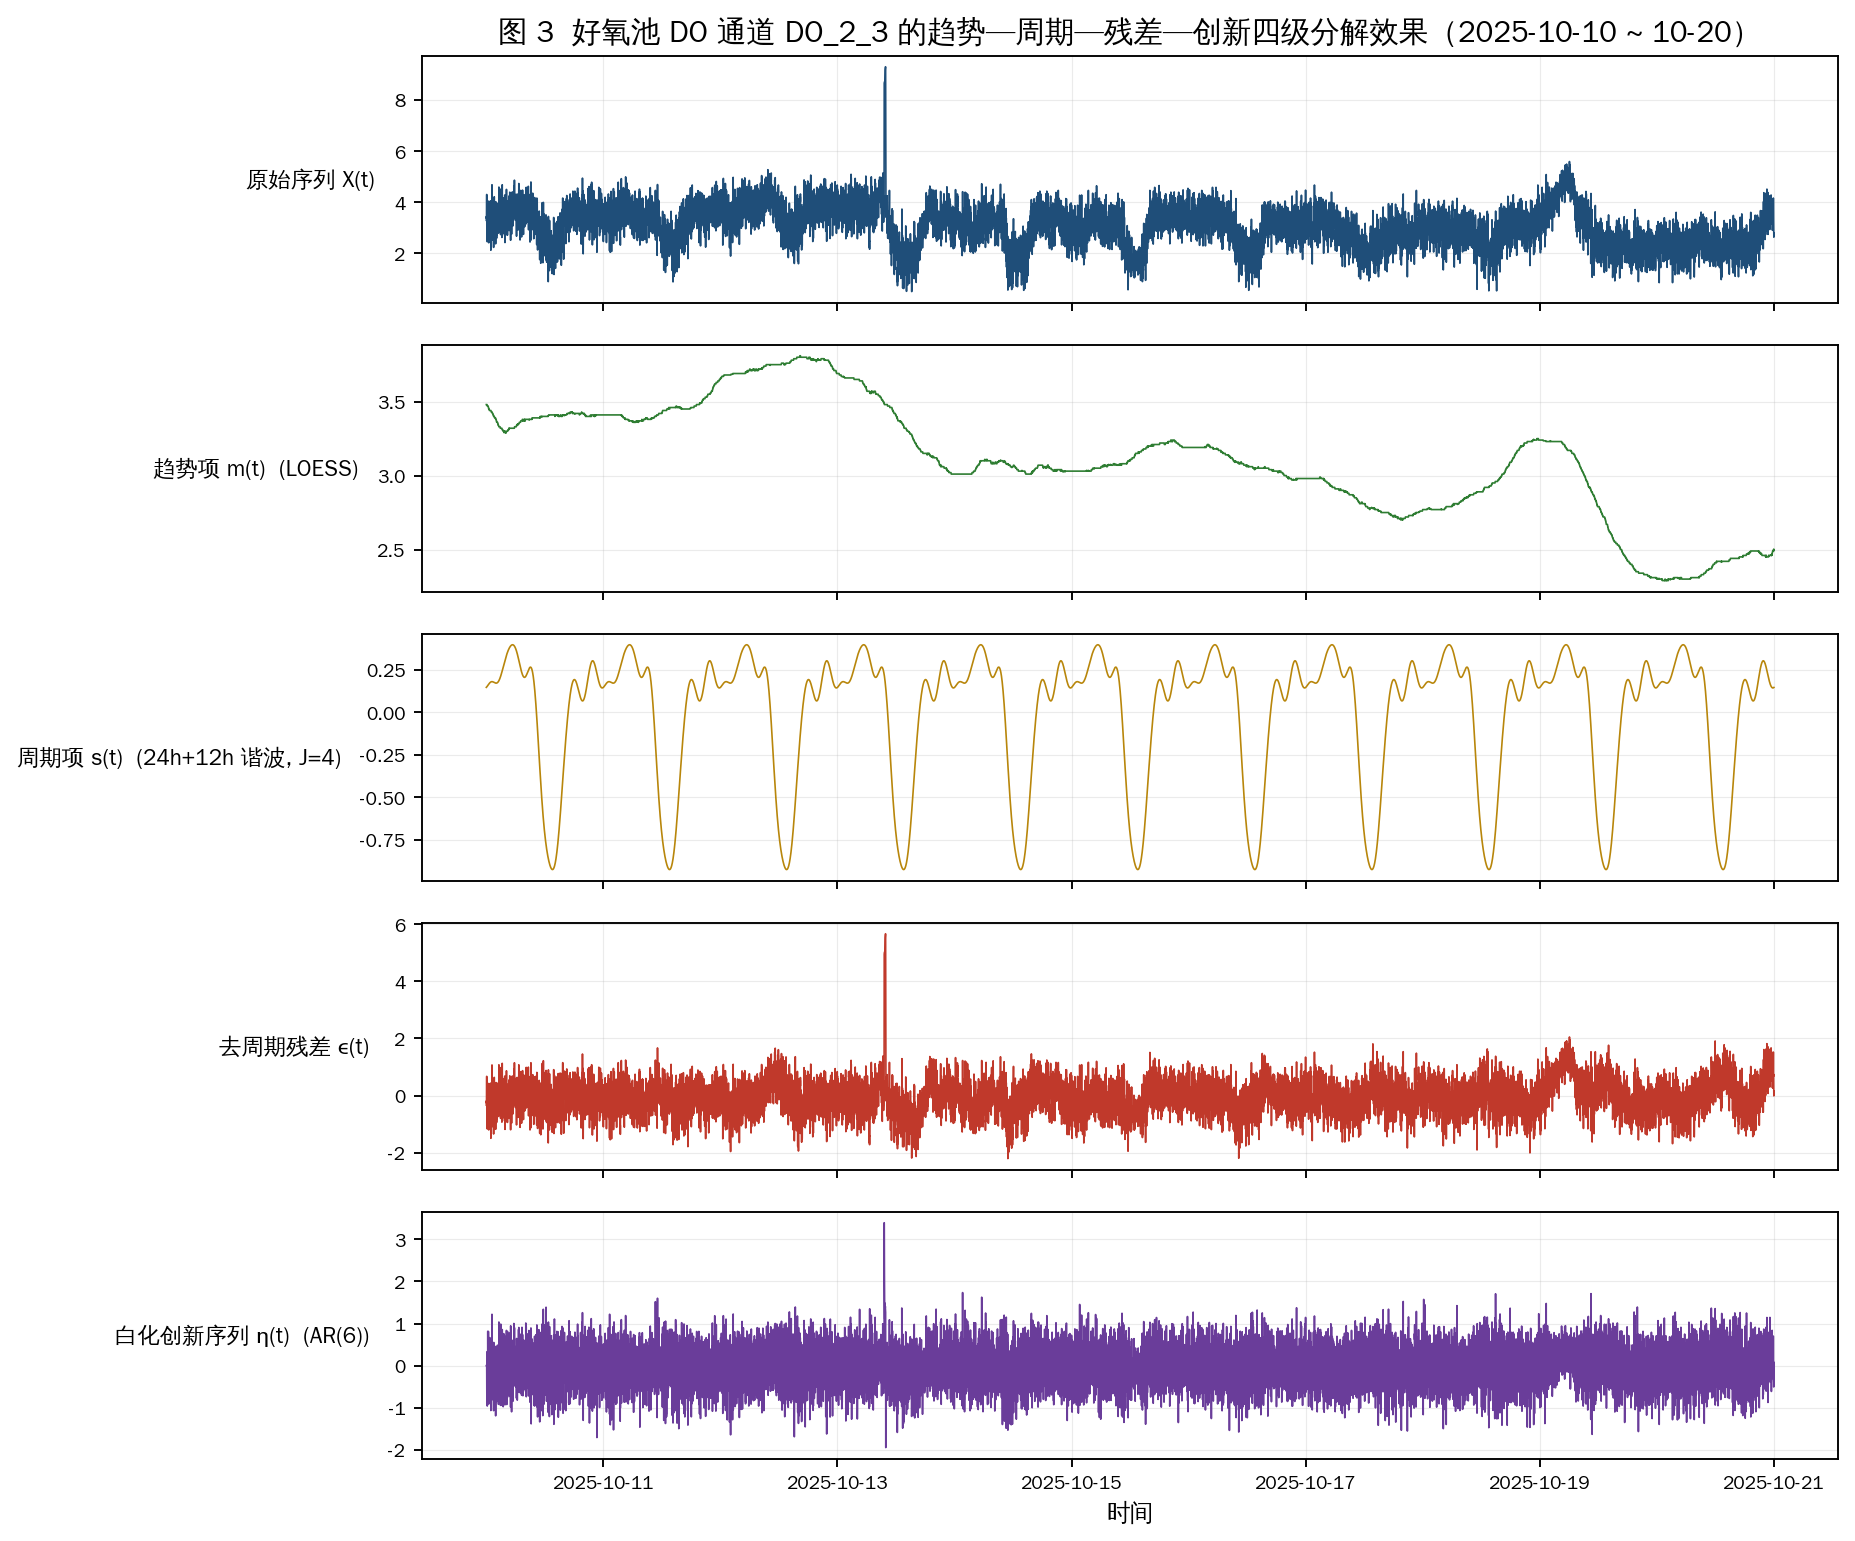 图 3 好氧池 DO 通道 DO_2_3 的趋势—周期—残差—创新四级分解效果（2025-10-10 ~ 10-20）
原始序列 X(t)
8
6
4
2
趋势项 m(t) (LOESS)
3.5
3.0
2.5
周期项 s(t) (24h+12h 谐波, J=4)
0.25
0.00
-0.25
-0.50
-0.75
去周期残差 ϵ(t)
6
4
2
0
-2
白化创新序列 η(t) (AR(6))
3
2
1
0
-1
-2
2025-10-11 2025-10-13 2025-10-15 2025-10-17 2025-10-19 2025-10-21
时间